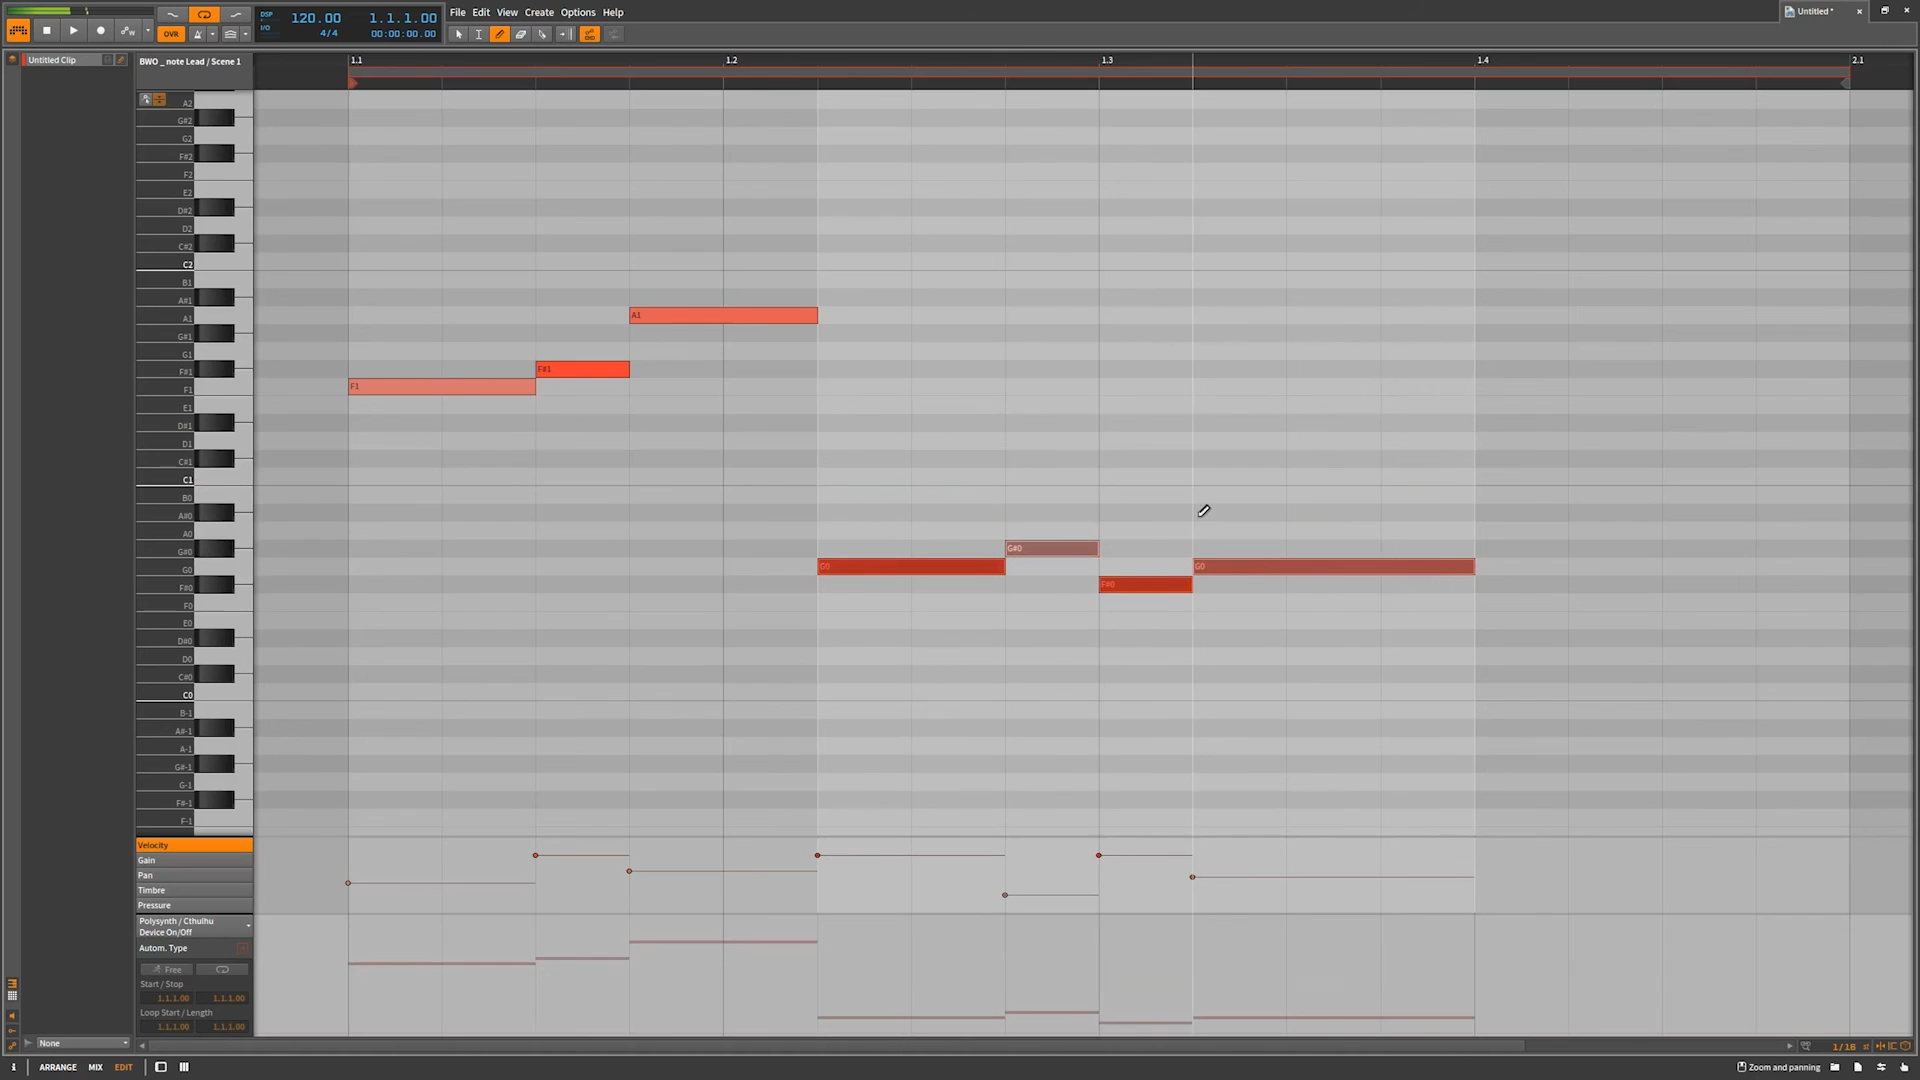 File Edit View Create Options Help
Untitled *
DSP
I/O
120.00
4/4
1.1.1.00
00:00:00.00
OVR
Untitled Clip
BWO _ note Lead / Scene 1
1.1
1.2
1.3
1.4
2.1
A2
G#2
G2
F#2
F2
E2
D#2
D2
C#2
C2
B1
A#1
A1
G#1
G1
F#1
F1
E1
D#1
D1
C#1
C1
B0
A#0
A0
G#0
G0
F#0
F0
E0
D#0
D0
C#0
C0
B-1
A#-1
A-1
G#-1
G-1
F#-1
F-1
A1
F#1
F1
G#0
G0
G0
F#0
Velocity
Gain
Pan
Timbre
Pressure
Polysynth / Cthulhu
Device On/Off
Autom. Type
Free
Start / Stop
1.1.1.00 1.1.1.00
Loop Start / Length
1.1.1.00 1.1.1.00
None
1/16
st
i
ARRANGE MIX EDIT
Zoom and panning